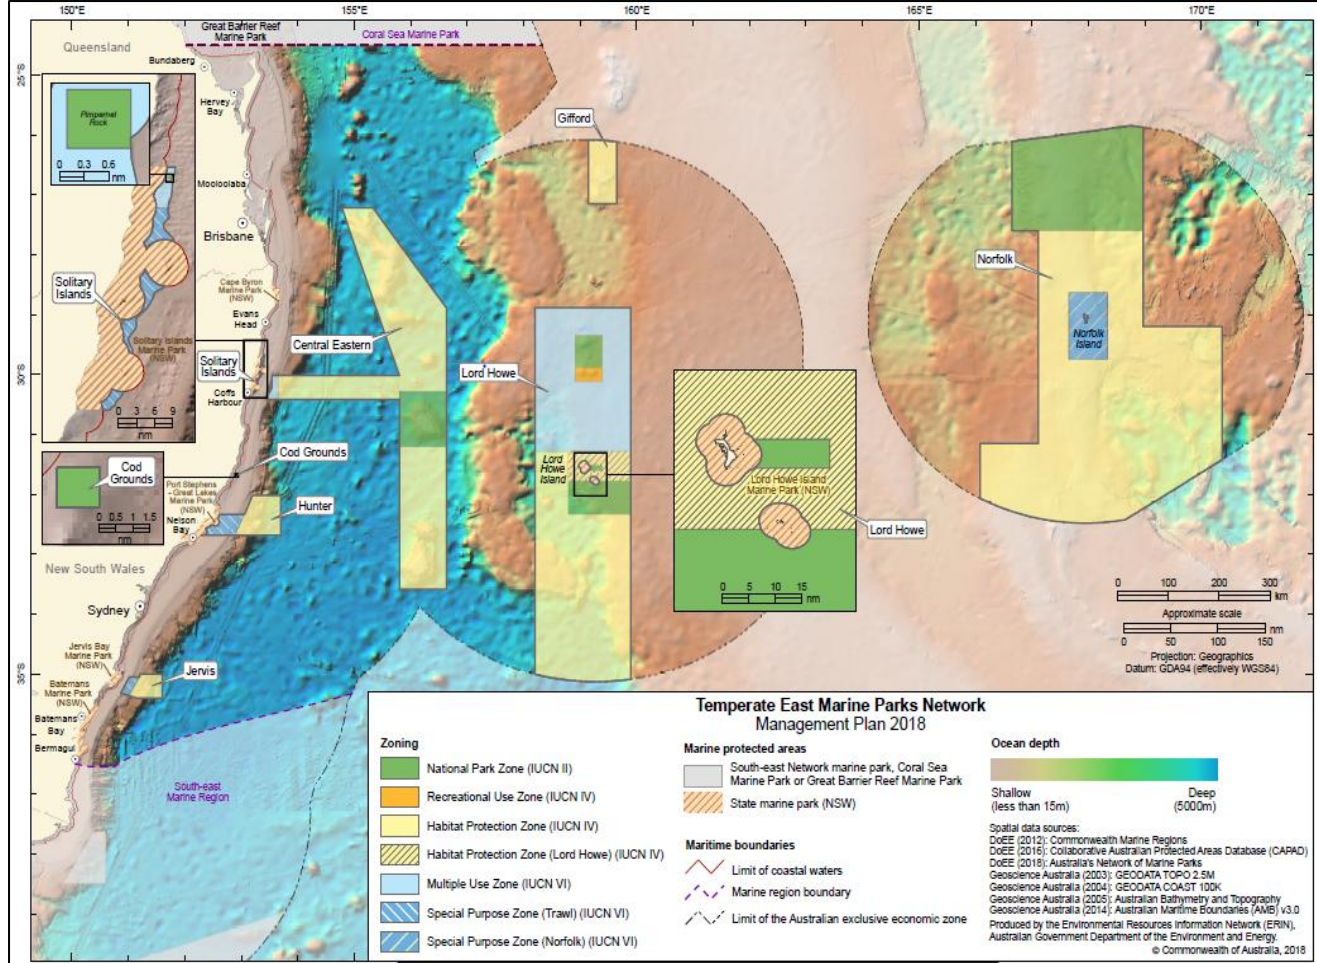 150°E
155°E
160°E
165°E
170°E
25°S
30°S
35°S
Great Barrier Reef
Marine Park
Coral Sea Marine Park
Queensland
Bundaberg
Hervey
Bay
Pimpernel
Rock
0 0.3 0.6
nm
Mooloolaba
Brisbane
Gifford
Norfolk
Norfolk
Island
Solitary
Islands
Cape Byron
Marine Park
(NSW)
Evans
Head
Solitary Islands
Marine Park
(NSW)
Central Eastern
Solitary
Islands
Lord Howe
Coffs
Harbour
0 3 6 9
nm
Cod Grounds
Cod
Grounds
0 0.5 1 1.5
nm
Port Stephens
- Great Lakes
Marine Park
(NSW)
Nelson
Bay
Hunter
Lord
Howe
Island
Lord Howe Island
Marine Park (NSW)
Lord Howe
0 5 10 15
nm
New South Wales
Sydney
0 100 200 300
km
Approximate scale
0 50 100 150
nm
Projection: Geographics
Datum: GDA94 (effectively WGS84)
Jervis Bay
Marine Park
(NSW)
Jervis
Batemans
Marine Park
(NSW)
Batemans
Bay
Bermagui
South-east
Marine Region
Temperate East Marine Parks Network
Management Plan 2018
Zoning
National Park Zone (IUCN II)
Recreational Use Zone (IUCN IV)
Habitat Protection Zone (IUCN IV)
Habitat Protection Zone (Lord Howe) (IUCN IV)
Multiple Use Zone (IUCN VI)
Special Purpose Zone (Trawl) (IUCN VI)
Special Purpose Zone (Norfolk) (IUCN VI)
Marine protected areas
South-east Network marine park, Coral Sea
Marine Park or Great Barrier Reef Marine Park
State marine park (NSW)
Maritime boundaries
Limit of coastal waters
Marine region boundary
Limit of the Australian exclusive economic zone
Ocean depth
Shallow
(less than 15m)
Deep
(5000m)
Spatial data sources:
DoEE (2012): Commonwealth Marine Regions
DoEE (2016): Collaborative Australian Protected Areas Database (CAPAD)
DoEE (2018): Australia's Network of Marine Parks
Geoscience Australia (2003): GEODATA TOPO 2.5M
Geoscience Australia (2004): GEODATA COAST 100K
Geoscience Australia (2005): Australian Bathymetry and Topography
Geoscience Australia (2014): Australian Maritime Boundaries (AMB) v3.0
Produced by the Environmental Resources Information Network (ERIN),
Australian Government Department of the Environment and Energy.
© Commonwealth of Australia, 2018